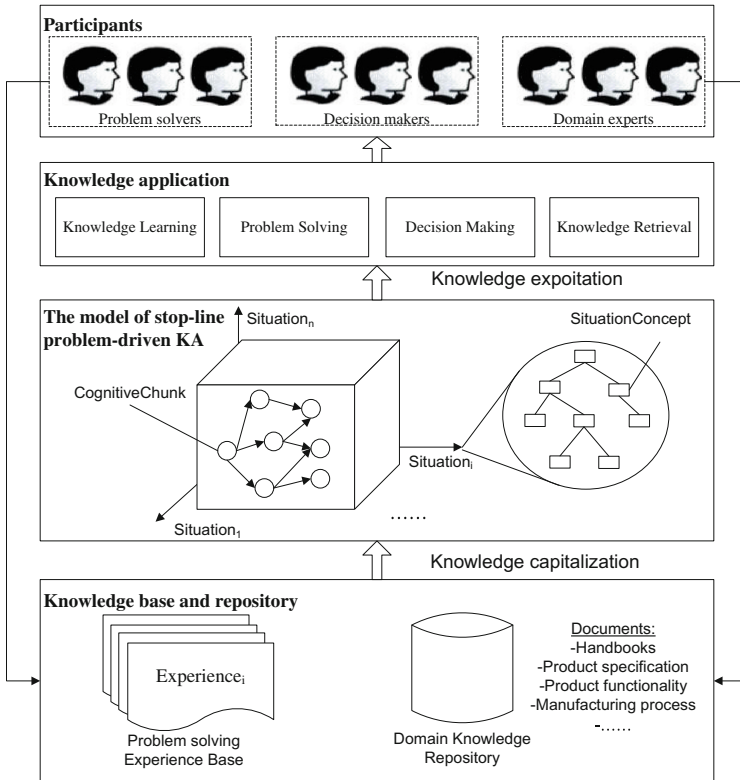 Participants
Problem solvers
Decision makers
Domain experts
Knowledge application
Knowledge Learning
Problem Solving
Decision Making
Knowledge Retrieval
Knowledge expoitation
The model of stop-line
problem-driven KA
Situationₙ
SituationConcept
CognitiveChunk
Situationᵢ
Situation₁
......
Knowledge capitalization
Knowledge base and repository
Experienceᵢ
Problem solving
Experience Base
Domain Knowledge
Repository
Documents:
-Handbooks
-Product specification
-Product functionality
-Manufacturing process
-......